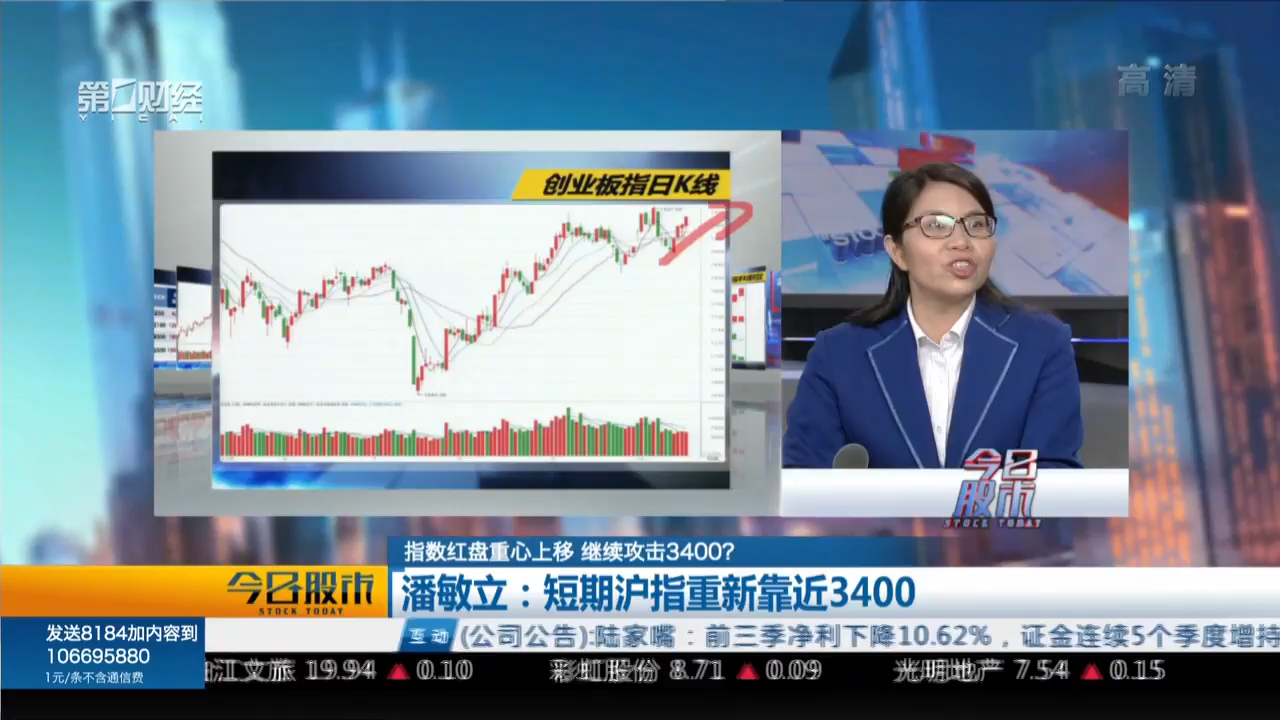 第一财经
YICAI
高清
创业板指日K线
今日股市
STOCK TODAY
指数红盘重心上移 继续攻击3400?
今日股市
STOCK TODAY
潘敏立：短期沪指重新靠近3400
发送8184加内容到
106695880
1元/条不含通信费
互动
(公司公告):陆家嘴：前三季净利下降10.62%，证金连续5个季度增持
江文旅 19.94 ▲ 0.10 彩虹股份 8.71 ▲ 0.09 光明地产 7.54 ▲ 0.15